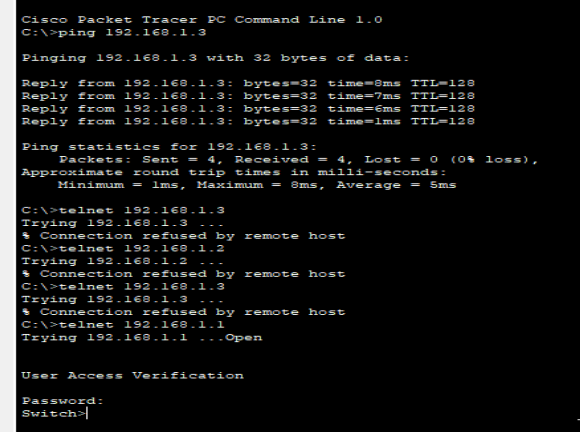 Cisco Packet Tracer PC Command Line 1.0
C:\>ping 192.168.1.3
Pinging 192.168.1.3 with 32 bytes of data:
Reply from 192.168.1.3: bytes=32 time=8ms TTL=128
Reply from 192.168.1.3: bytes=32 time=7ms TTL=128
Reply from 192.168.1.3: bytes=32 time=6ms TTL=128
Reply from 192.168.1.3: bytes=32 time=1ms TTL=128
Ping statistics for 192.168.1.3:
Packets: Sent = 4, Received = 4, Lost = 0 (0% loss),
Approximate round trip times in milli-seconds:
Minimum = 1ms, Maximum = 8ms, Average = 5ms
C:\>telnet 192.168.1.3
Trying 192.168.1.3 ...
% Connection refused by remote host
C:\>telnet 192.168.1.2
Trying 192.168.1.2 ...
% Connection refused by remote host
C:\>telnet 192.168.1.3
Trying 192.168.1.3 ...
% Connection refused by remote host
C:\>telnet 192.168.1.1
Trying 192.168.1.1 ...Open
User Access Verification
Password:
Switch>